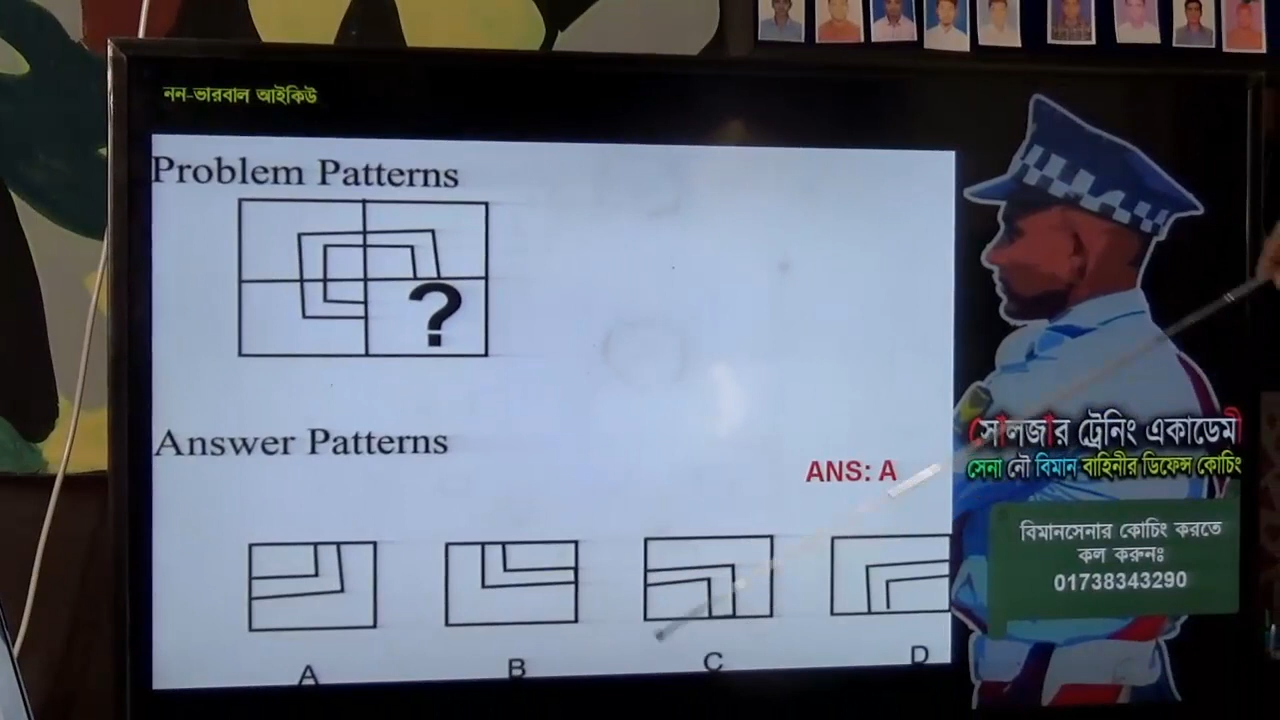 নন-ভারবাল আইকিউ
Problem Patterns
?
Answer Patterns
ANS: A
A
B
C
D
সোলজার ট্রেনিং একাডেমী
সেনা নৌ বিমান বাহিনীর ডিফেন্স কোচিং
বিমানসেনার কোচিং করতে
কল করুনঃ
01738343290